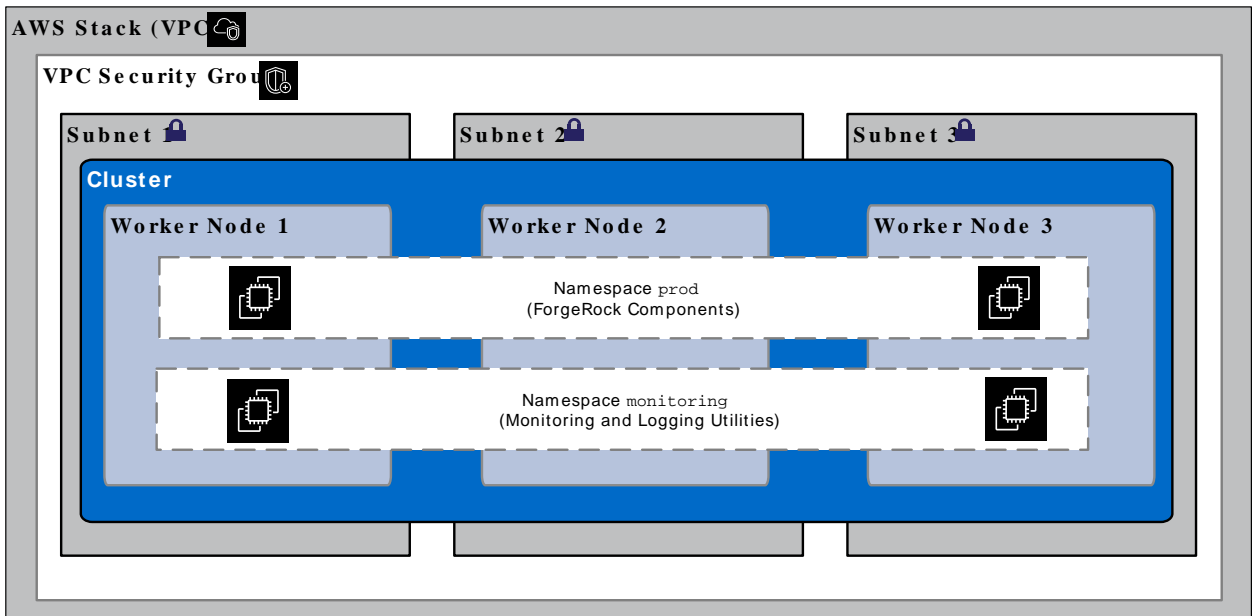 AWS Stack (VPC
VPC Security Grou
Subnet 1
Subnet 2
Subnet 3
Cluster
Worker Node 1
Worker Node 2
Worker Node 3
Namespace prod
(ForgeRock Components)
Namespace monitoring
(Monitoring and Logging Utilities)